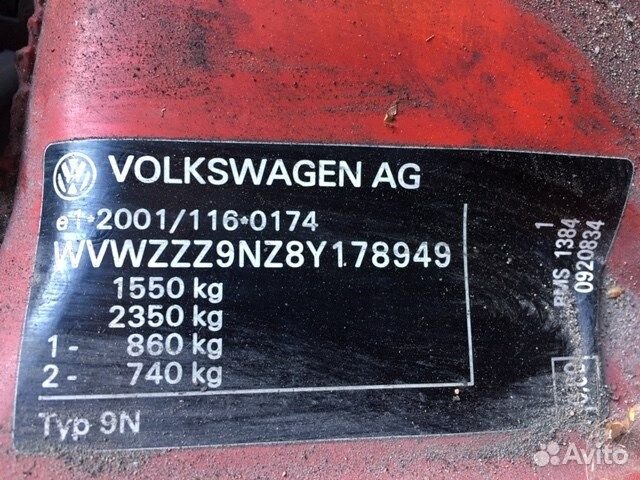 VOLKSWAGEN AG
e1*2001/116*0174
WVWZZZ9NZ8Y178949
1550 kg
2350 kg
1- 860 kg
2- 740 kg
Typ 9N
1
1384
0920834
Avito